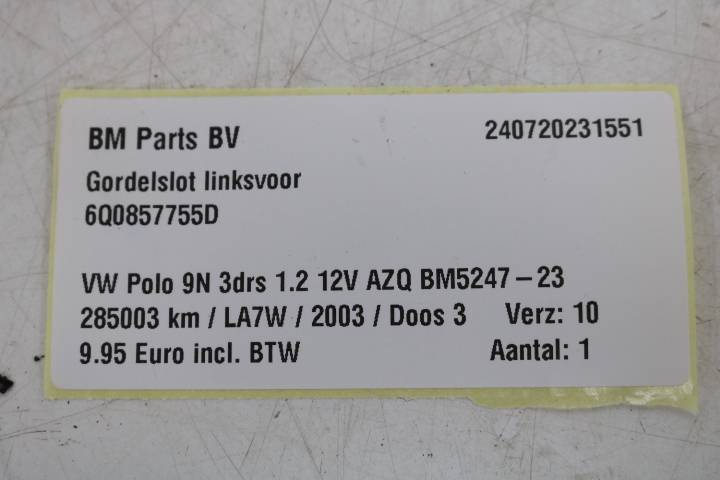 BM Parts BV 240720231551
Gordelslot linksvoor
6Q0857755D
VW Polo 9N 3drs 1.2 12V AZQ BM5247-23
285003 km / LA7W / 2003 / Doos 3 Verz: 10
9.95 Euro incl. BTW Aantal: 1